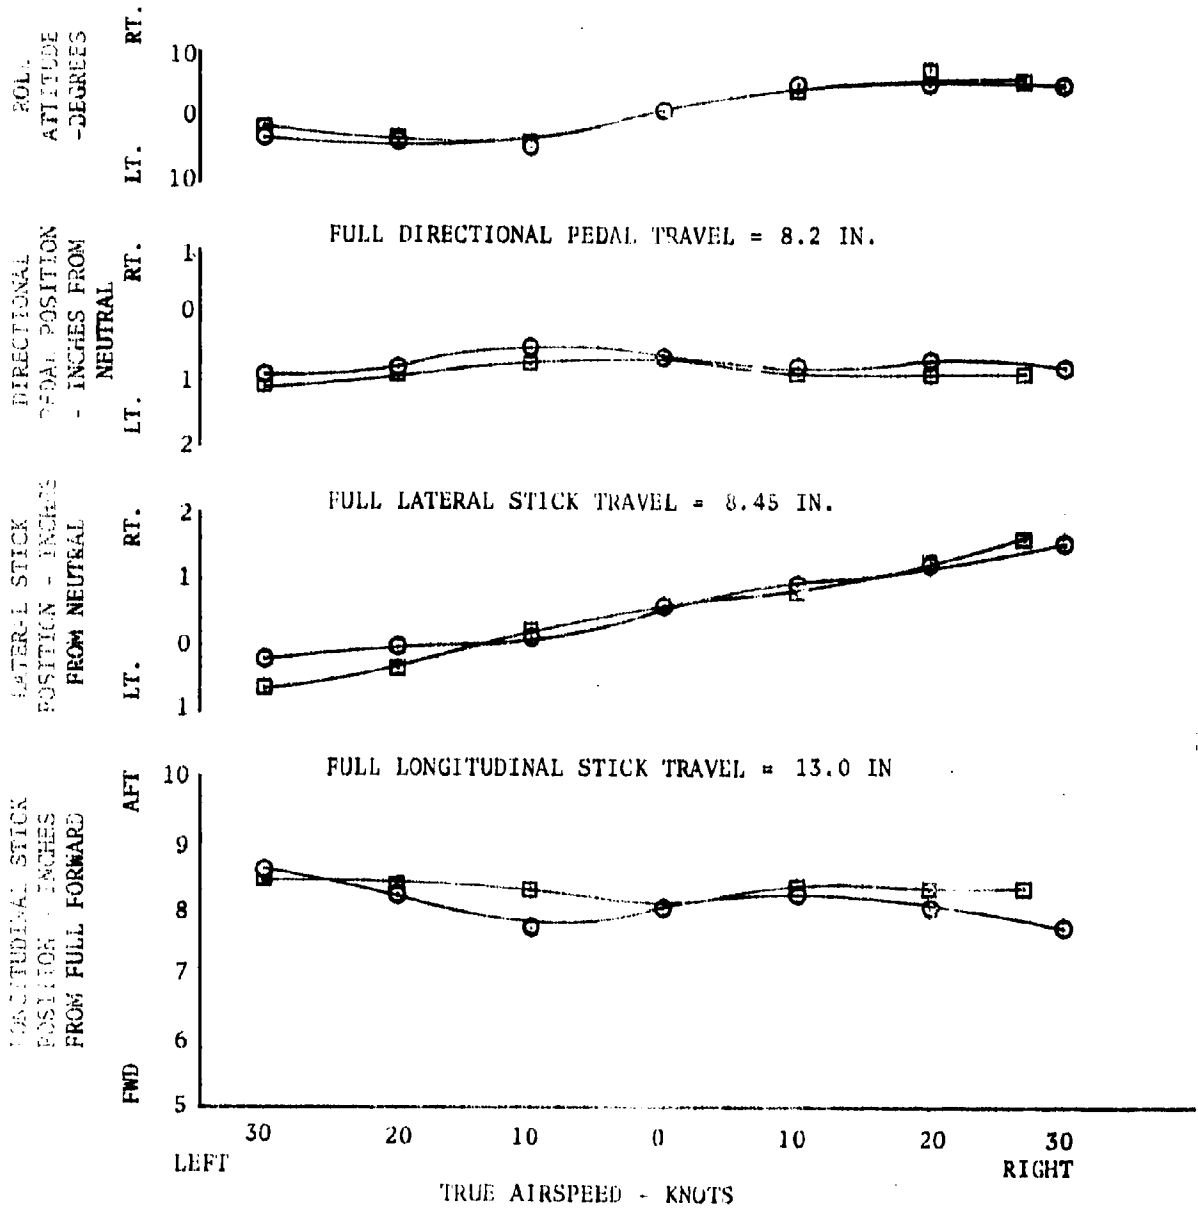 ATTITUDE
-DEGREES
LT. RT.
10
0
10
FULL DIRECTIONAL PEDAL TRAVEL = 8.2 IN.
DIRECTIONAL
PEDAL POSITION
- INCHES FROM
NEUTRAL
LT. RT.
1
0
1
2
FULL LATERAL STICK TRAVEL = 8.45 IN.
STICK
POSITION - INCHES
FROM NEUTRAL
LT. RT.
2
1
0
1
FULL LONGITUDINAL STICK TRAVEL = 13.0 IN
LONGITUDINAL STICK
POSITION INCHES
FROM FULL FORWARD
FWD AFT
10
9
8
7
6
5
30 20 10 0 10 20 30
LEFT RIGHT
TRUE AIRSPEED - KNOTS